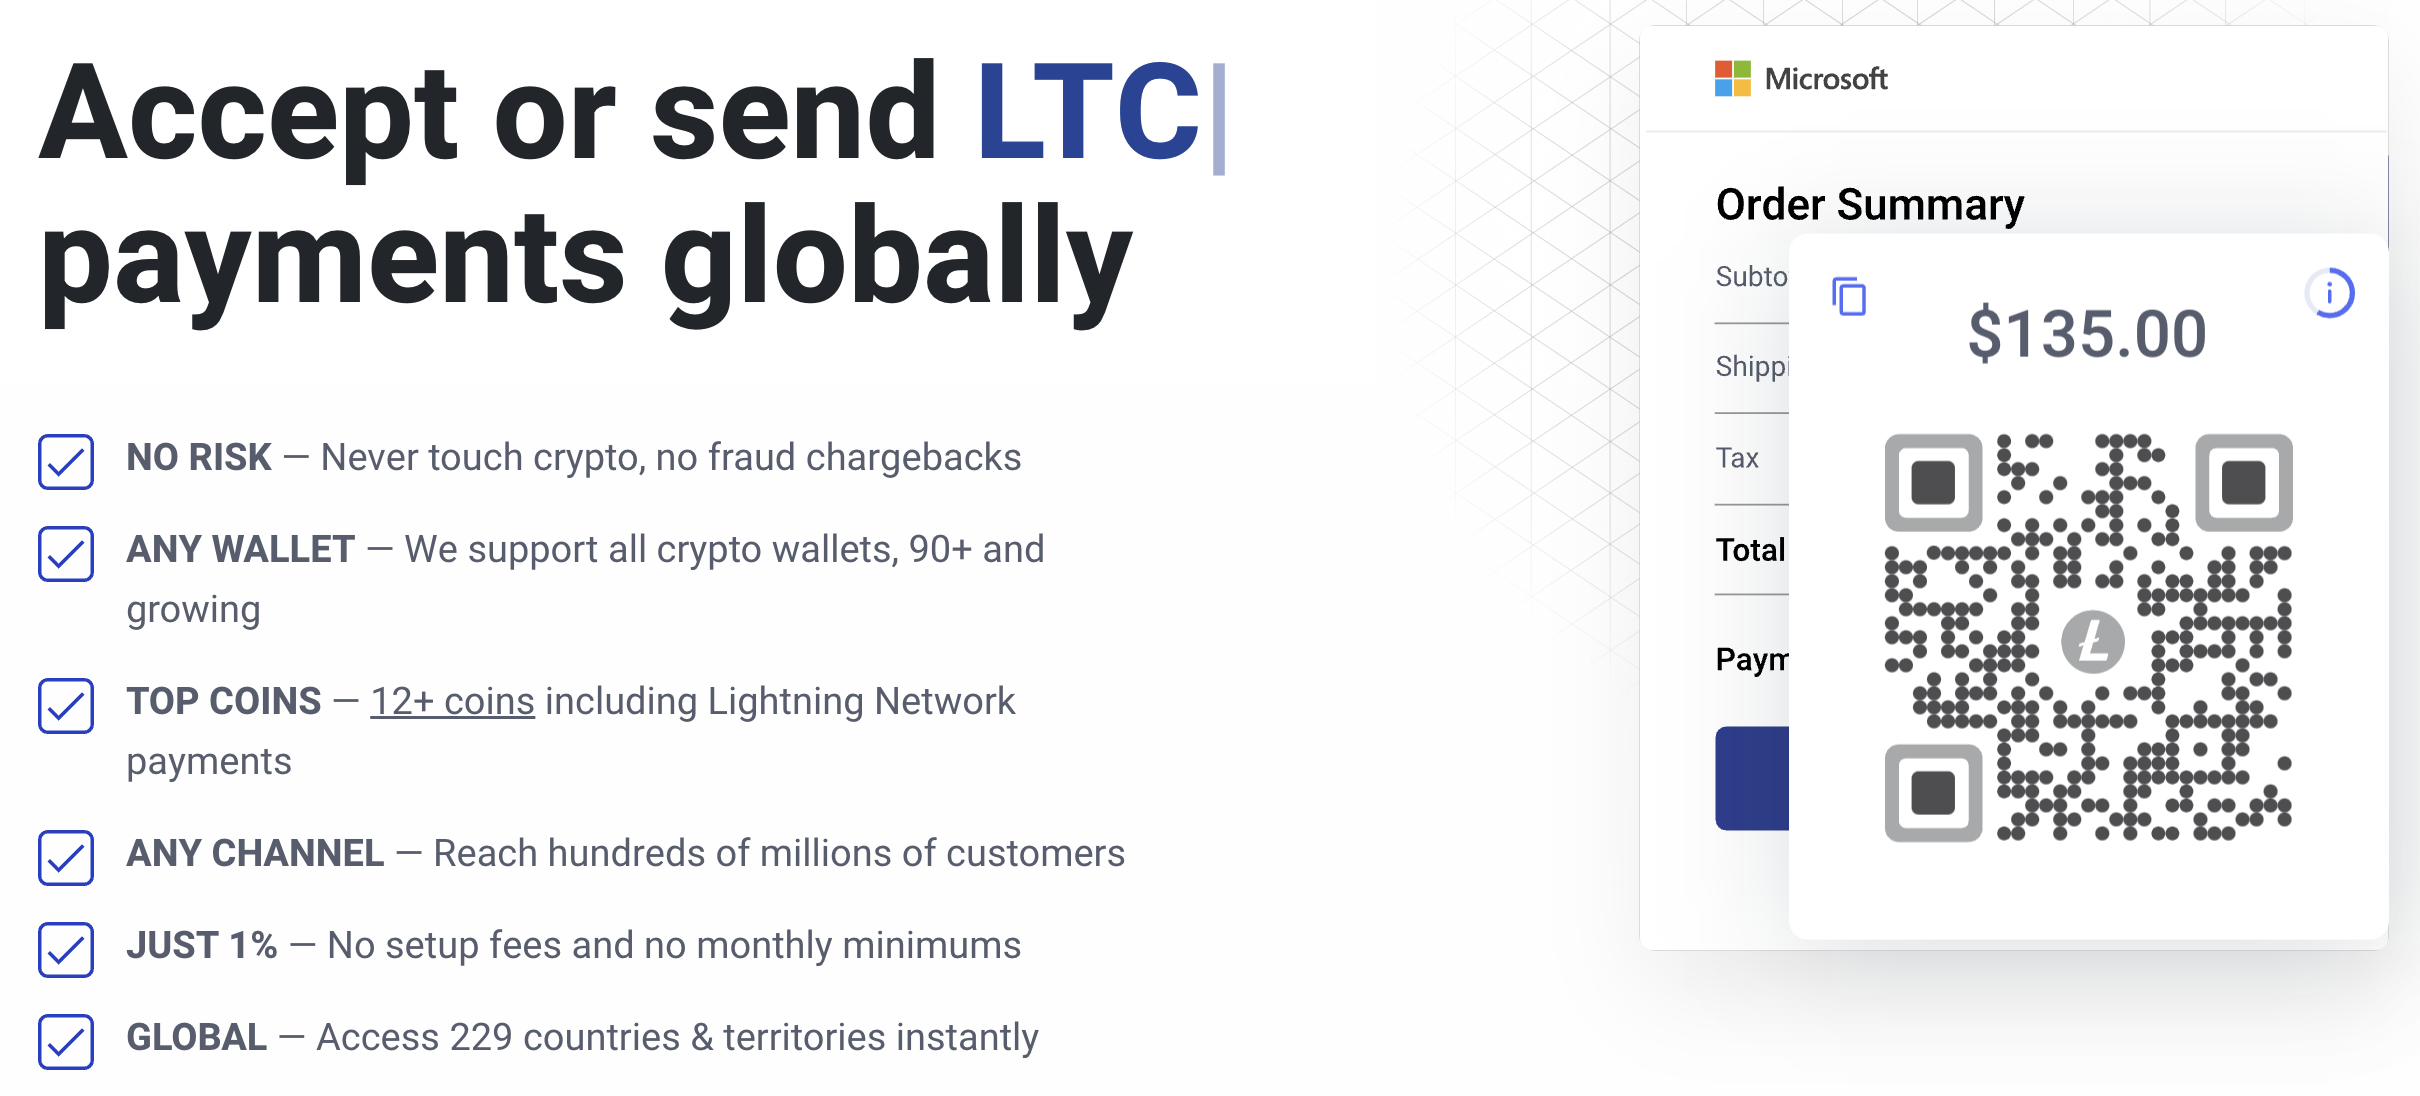 Accept or send LTC
payments globally
NO RISK — Never touch crypto, no fraud chargebacks
ANY WALLET — We support all crypto wallets, 90+ and
growing
TOP COINS — 12+ coins including Lightning Network
payments
ANY CHANNEL — Reach hundreds of millions of customers
JUST 1% — No setup fees and no monthly minimums
GLOBAL — Access 229 countries & territories instantly
Microsoft
Order Summary
Subto
Shippi
Tax
Total
Paym
$135.00